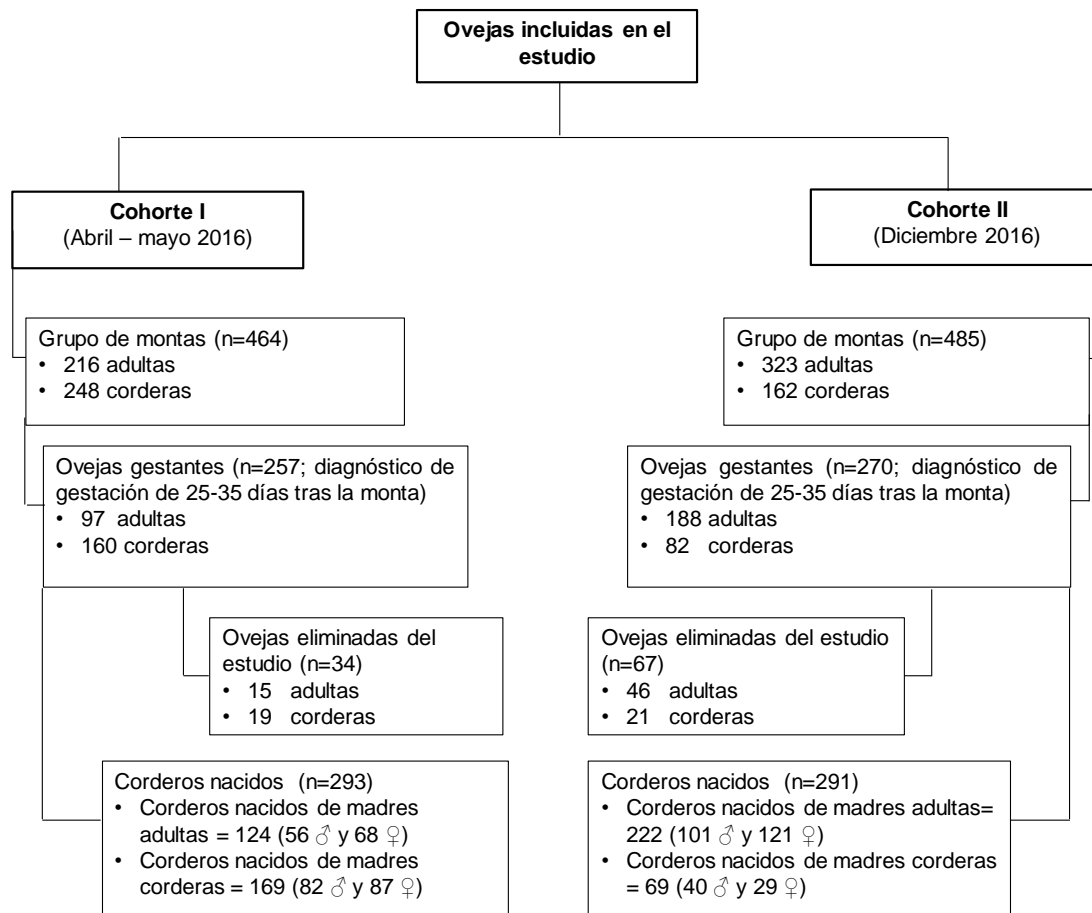 Ovejas incluidas en el
estudio
Cohorte I
(Abril – mayo 2016)
Cohorte II
(Diciembre 2016)
Grupo de montas (n=464)
• 216 adultas
• 248 corderas
Grupo de montas (n=485)
• 323 adultas
• 162 corderas
Ovejas gestantes (n=257; diagnóstico de
gestación de 25-35 días tras la monta)
• 97 adultas
• 160 corderas
Ovejas gestantes (n=270; diagnóstico de
gestación de 25-35 días tras la monta)
• 188 adultas
• 82 corderas
Ovejas eliminadas del
estudio (n=34)
• 15 adultas
• 19 corderas
Ovejas eliminadas del estudio
(n=67)
• 46 adultas
• 21 corderas
Corderos nacidos (n=293)
• Corderos nacidos de madres
adultas = 124 (56 ♂ y 68 ♀)
• Corderos nacidos de madres
corderas = 169 (82 ♂ y 87 ♀)
Corderos nacidos (n=291)
• Corderos nacidos de madres adultas=
222 (101 ♂ y 121 ♀)
• Corderos nacidos de madres corderas
= 69 (40 ♂ y 29 ♀)